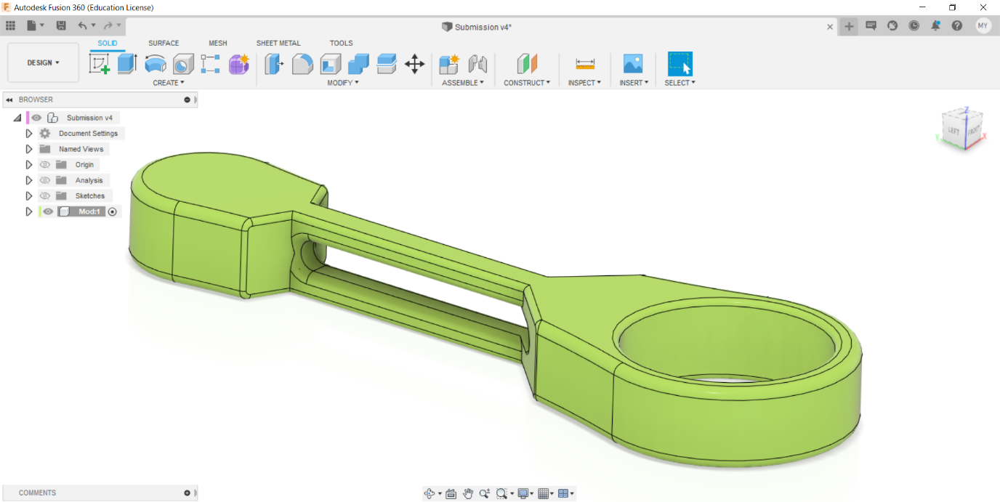 Autodesk Fusion 360 (Education License)
Submission v4*
MY
DESIGN
SOLID SURFACE MESH SHEET METAL TOOLS
CREATE MODIFY ASSEMBLE CONSTRUCT INSPECT INSERT SELECT
BROWSER
Submission v4
Document Settings
Named Views
Origin
Analysis
Sketches
Mod:1
Z
LEFT FRONT
Y X
COMMENTS